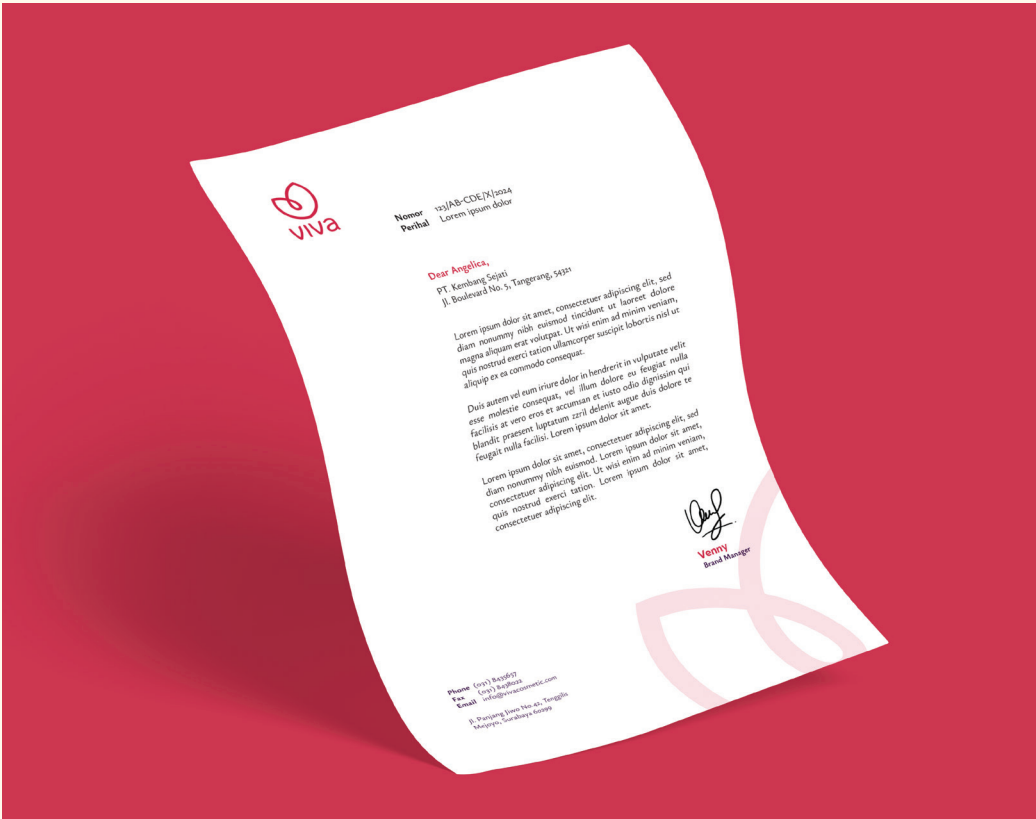 viva
Nomor 123/AB-CDE/X/2024
Perihal Lorem ipsum dolor
Dear Angelica,
PT. Kembang Sejati
Jl. Boulevard No. 5, Tangerang, 54321
Lorem ipsum dolor sit amet, consectetuer adipiscing elit, sed
diam nonummy nibh euismod tincidunt ut laoreet dolore
magna aliquam erat volutpat. Ut wisi enim ad minim veniam,
quis nostrud exerci tation ullamcorper suscipit lobortis nisl ut
aliquip ex ea commodo consequat.
Duis autem vel eum iriure dolor in hendrerit in vulputate velit
esse molestie consequat, vel illum dolore eu feugiat nulla
facilisis at vero eros et accumsan et iusto odio dignissim qui
blandit praesent luptatum zzril delenit augue duis dolore te
feugait nulla facilisi. Lorem ipsum dolor sit amet.
Lorem ipsum dolor sit amet, consectetuer adipiscing elit, sed
diam nonummy nibh euismod. Lorem ipsum dolor sit amet,
consectetuer adipiscing elit. Ut wisi enim ad minim veniam,
quis nostrud exerci tation. Lorem ipsum dolor sit amet,
consectetuer adipiscing elit.
Venny
Brand Manager
Phone (031) 8435657
Fax (031) 8438022
Email info@vivacosmetic.com
Jl. Panjang Jiwo No.42, Tenggilis
Mejoyo, Surabaya 60299